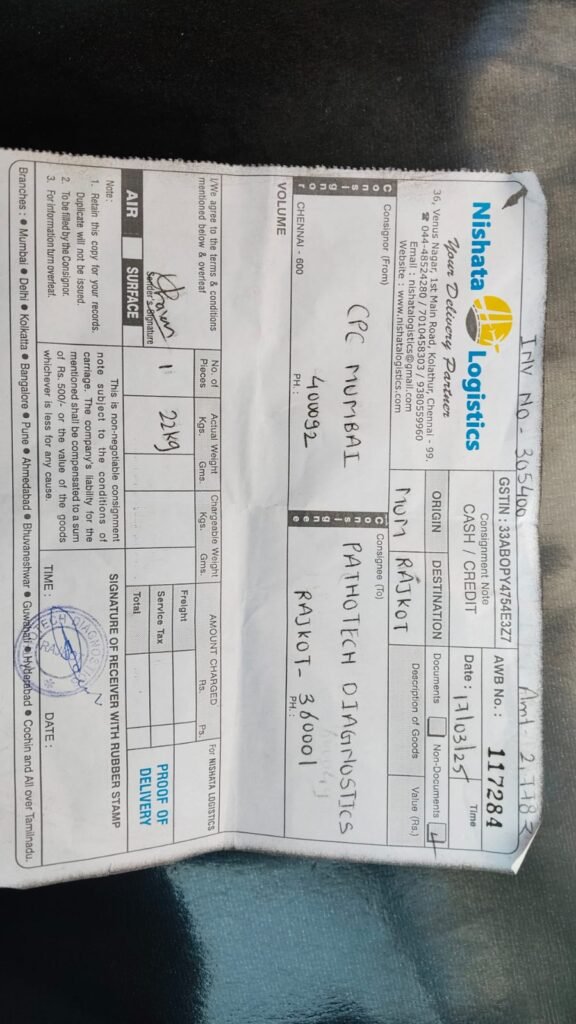 INV No - 305400
Nishata Logistics
Your Delivery Partner
36, Venus Nagar, 1st Main Road, Kolathur, Chennai - 99.
☎ 044-48524280 / 7010458303 / 9380559960
Email : nishatalogistics@gmail.com
Website : www.nishatalogistics.com
GSTIN : 33ABOPY4754E3Z7
Consignment Note
CASH / CREDIT
AWB No. : 117284
Date : 17/03/25
Time
ORIGIN
DESTINATION
MUM
RAJKOT
Documents
Non-Documents
Description of Goods
Value (Rs.)
Consignor
Consignor (From)
CPC MUMBAI
400092
CHENNAI - 600
PH :
Consignee
Consignee (To)
PATHOTECH DIAGNOSTICS
RAJKOT - 360001
PH :
VOLUME
I/We agree to the terms & conditions
mentioned below & overleaf
Sender's Signature
AIR
SURFACE
No. of Pieces
1
Actual Weight
Kgs. Gms.
22kg
Chargeable Weight
Kgs. Gms.
AMOUNT CHARGED
Rs. Ps.
Freight
Service Tax
Total
For NISHATA LOGISTICS
PROOF OF
DELIVERY
Note :
1. Retain this copy for your records.
Duplicate will not be issued.
2. To be filled by the Consignor.
3. For information turn overleaf.
This is non-negotiable consignment
note subject to the conditions of
carriage. The company's liability for the
mentioned shall be compensated to a sum
of Rs. 500/- or the value of the goods
whichever is less for any cause.
SIGNATURE OF RECEIVER WITH RUBBER STAMP
TIME :
DATE :
Branches : ● Mumbai ● Delhi ● Kolkatta ● Bangalore ● Pune ● Ahmedabad ● Bhuvaneshwar ● Guwahati ● Hyderabad ● Cochin and All over Tamilnadu.